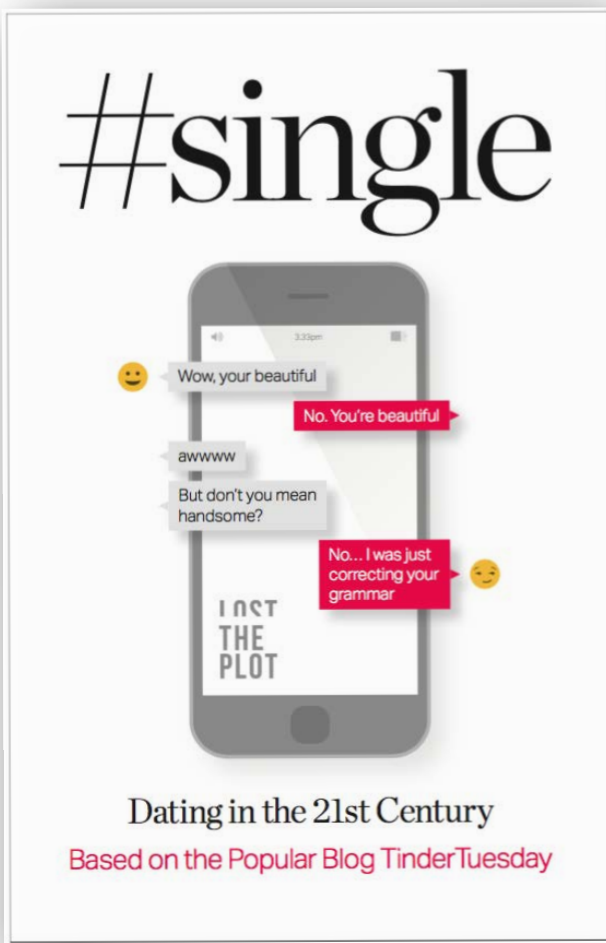 #single
3.33pm
Wow, your beautiful
No. You're beautiful
awwww
But don't you mean
handsome?
No... I was just
correcting your
grammar
LOST
THE
PLOT
Dating in the 21st Century
Based on the Popular Blog TinderTuesday